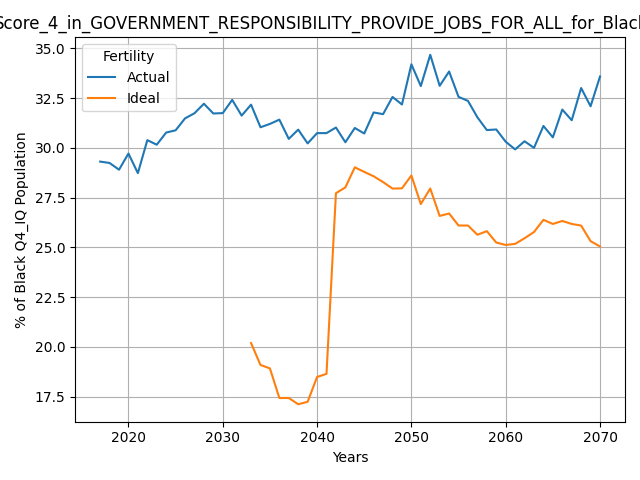 Score_4_in_GOVERNMENT_RESPONSIBILITY_PROVIDE_JOBS_FOR_ALL_for_Black
Fertility
Actual
Ideal
% of Black Q4_IQ Population
35.0
32.5
30.0
27.5
25.0
22.5
20.0
17.5
2020
2030
2040
2050
2060
2070
Years